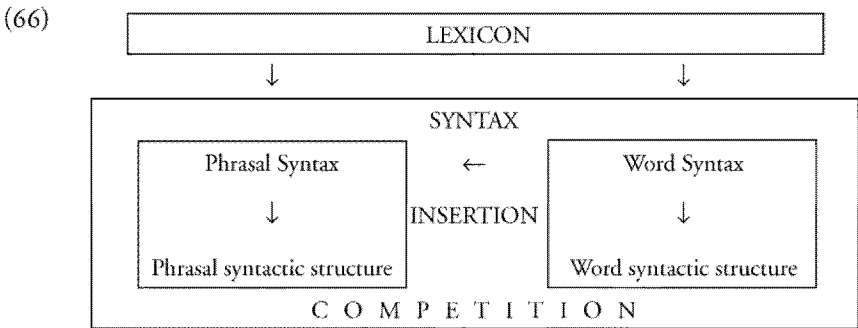 (66)
LEXICON
↓ ↓
SYNTAX
Phrasal Syntax ← Word Syntax
↓ INSERTION ↓
Phrasal syntactic structure Word syntactic structure
C O M P E T I T I O N